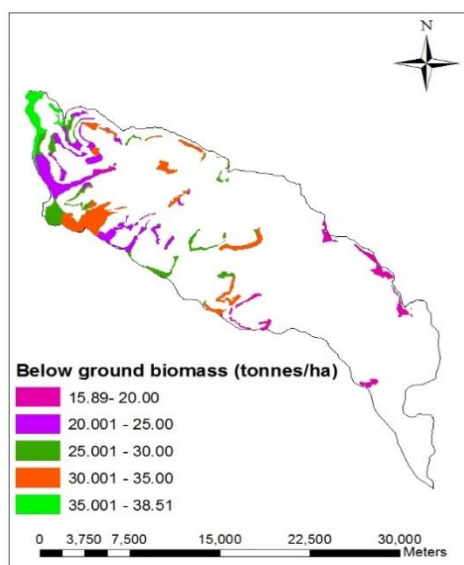 N
Below ground biomass (tonnes/ha)
15.89- 20.00
20.001 - 25.00
25.001 - 30.00
30.001 - 35.00
35.001 - 38.51
0 3,750 7,500 15,000 22,500 30,000
Meters